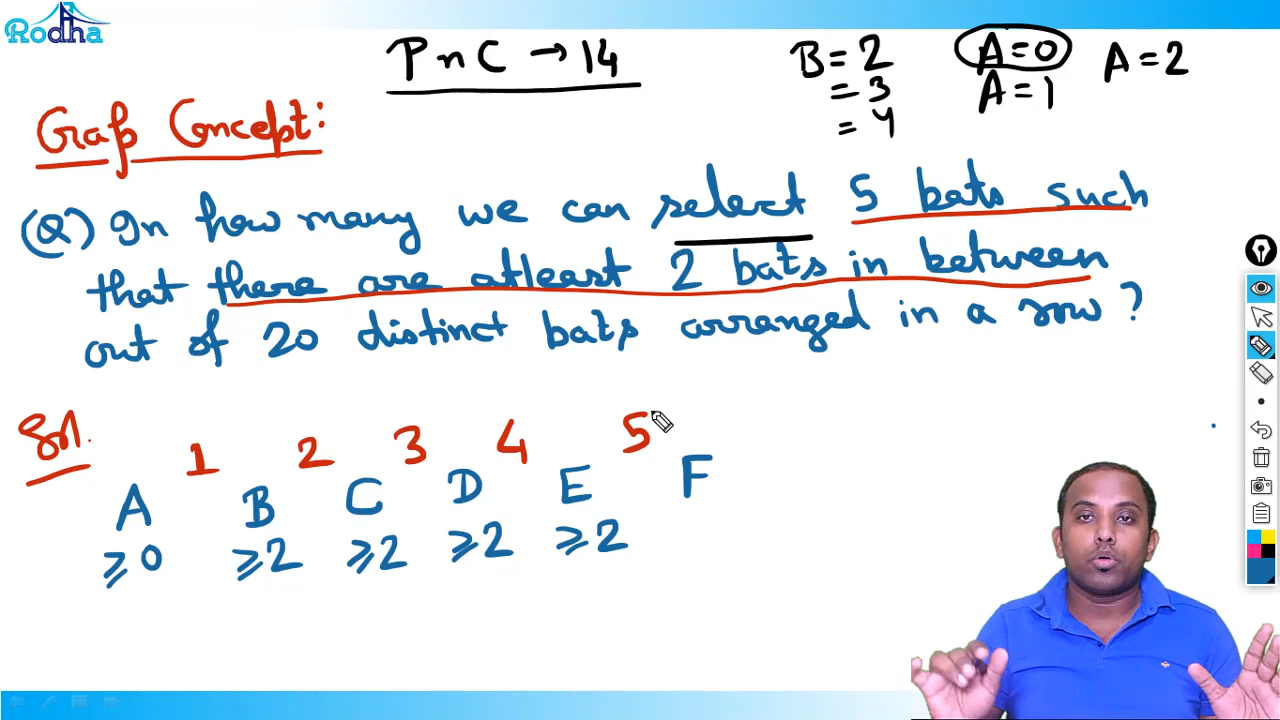 Rodha
PnC → 14
B = 2
= 3
= 4
A = 0
A = 1
A = 2
Gap Concept:
(Q) In how many we can select 5 bats such
that there are atleast 2 bats in between
out of 20 distinct bats arranged in a row?
Sol.
1 2 3 4 5
A B C D E F
≥0 ≥2 ≥2 ≥2 ≥2